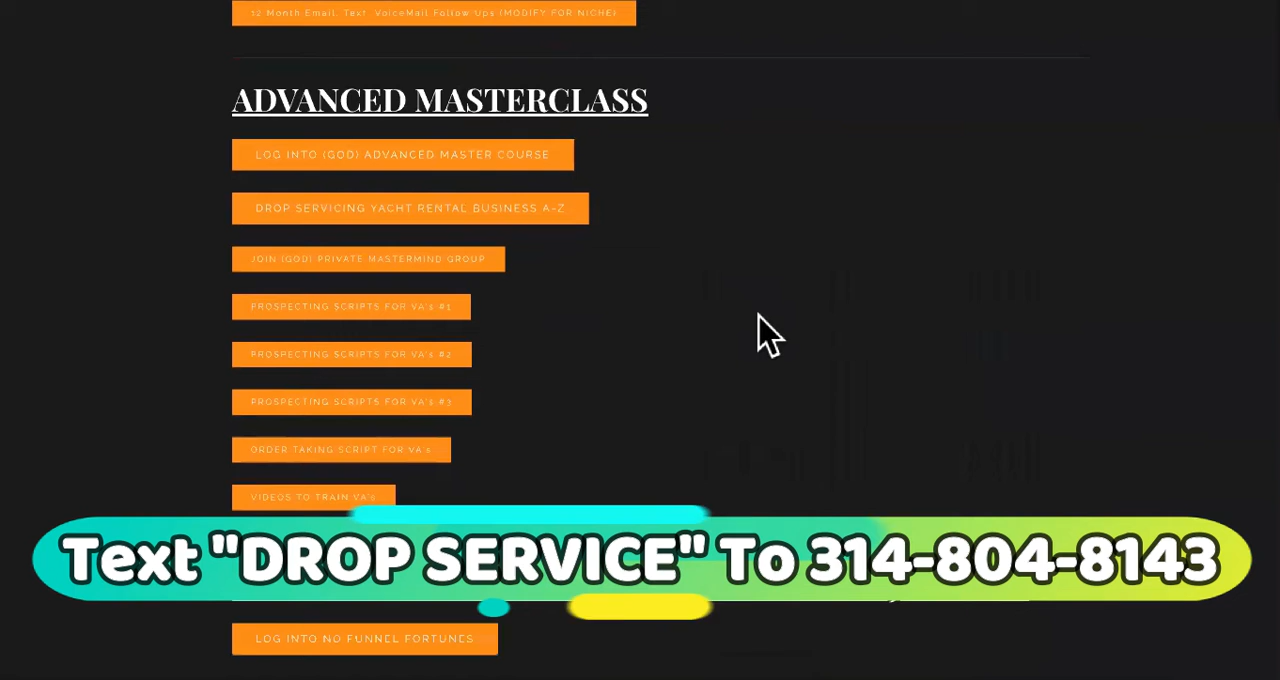 12 Month Email, Text, VoiceMail Follow Ups (MODIFY FOR NICHE)
ADVANCED MASTERCLASS
LOG INTO (GOD) ADVANCED MASTER COURSE
DROP SERVICING YACHT RENTAL BUSINESS A-Z
JOIN (GOD) PRIVATE MASTERMIND GROUP
PROSPECTING SCRIPTS FOR VA's #1
PROSPECTING SCRIPTS FOR VA's #2
PROSPECTING SCRIPTS FOR VA's #3
ORDER TAKING SCRIPT FOR VA's
VIDEOS TO TRAIN VA's
Text "DROP SERVICE" To 314-804-8143
LOG INTO NO FUNNEL FORTUNES